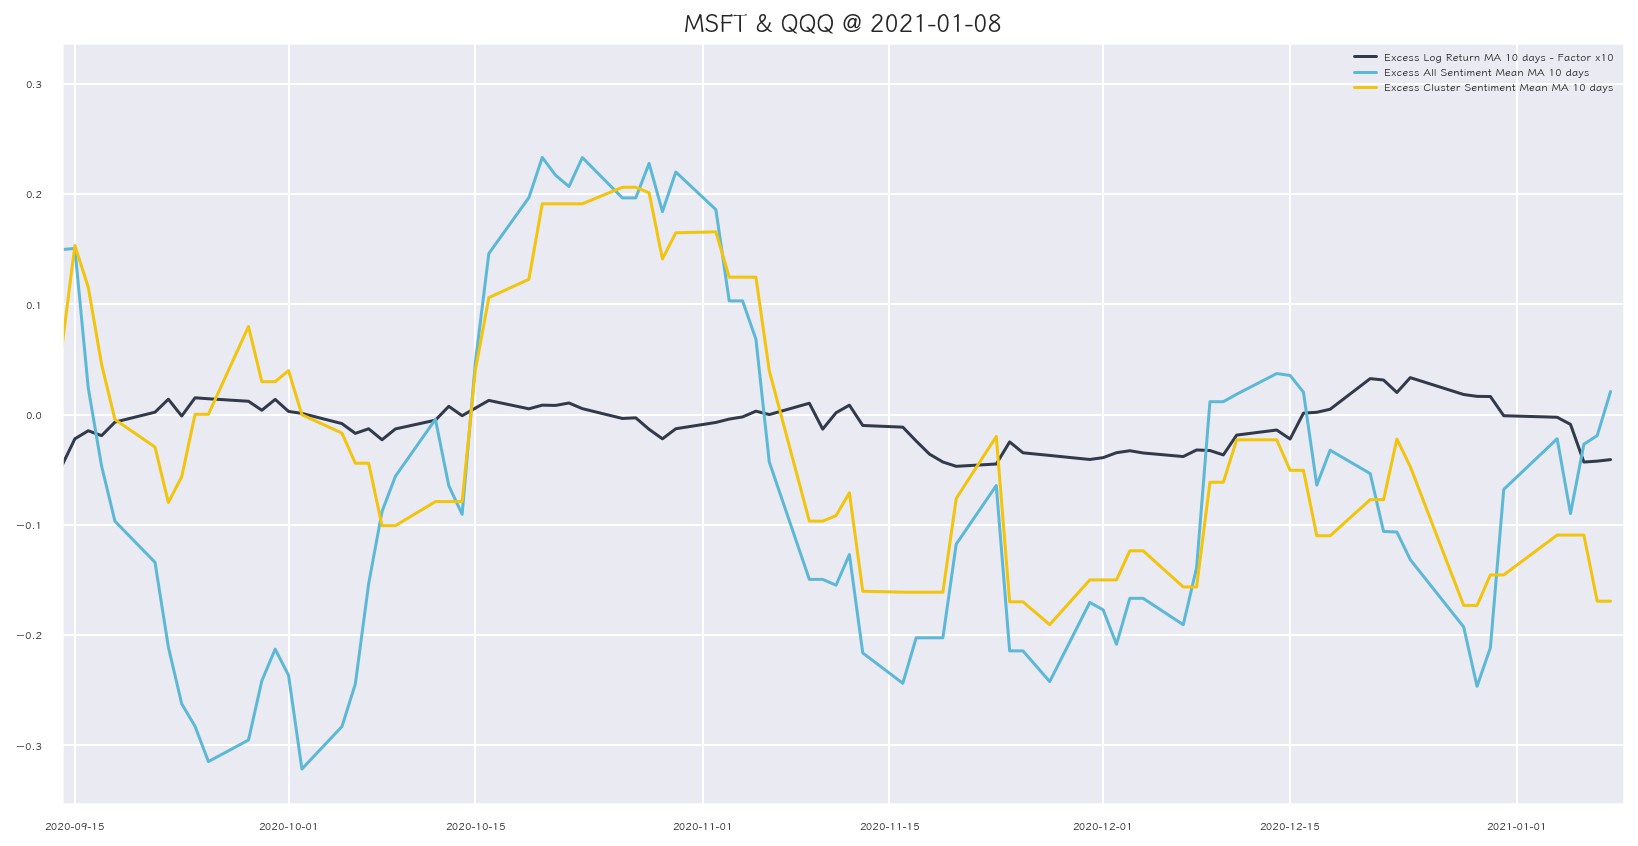 MSFT & QQQ @ 2021-01-08
Excess Log Return MA 10 days - Factor x10
Excess All Sentiment Mean MA 10 days
Excess Cluster Sentiment Mean MA 10 days
0.3
0.2
0.1
0.0
−0.1
−0.2
−0.3
2020-09-15 2020-10-01 2020-10-15 2020-11-01 2020-11-15 2020-12-01 2020-12-15 2021-01-01